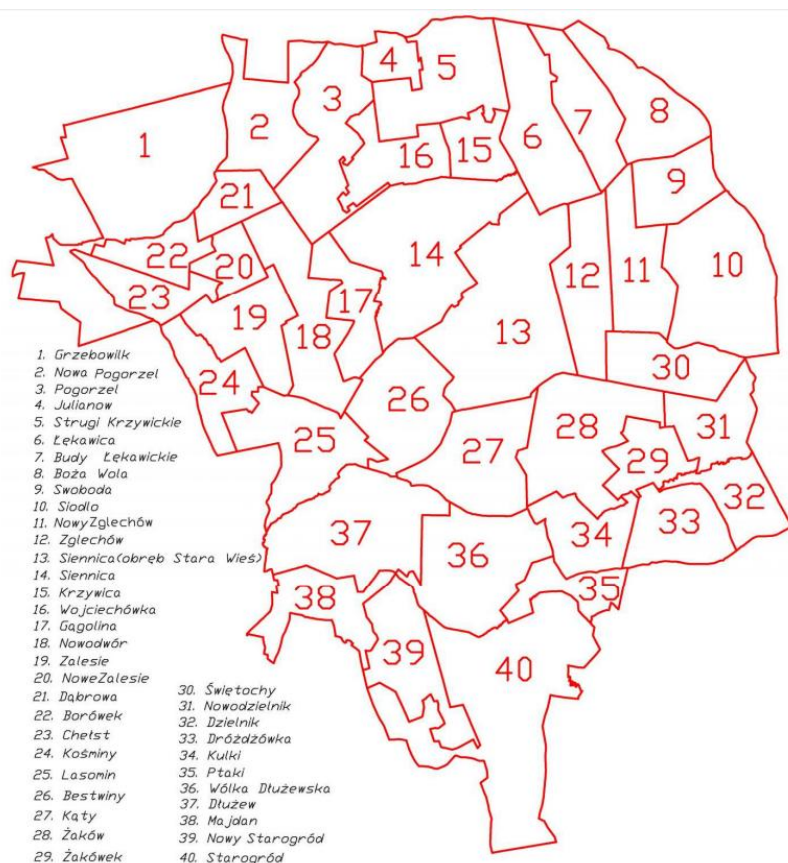 4
5
3
8
2
7
1
6
16
15
9
21
14
22
20
12
11
10
23
17
19
18
13
30
24
26
28
31
25
27
29
32
37
36
34
33
35
38
39
40
1. Grzebowilk
2. Nowa Pogorzel
3. Pogorzel
4. Julianow
5. Strugi Krzywickie
6. Łękawica
7. Budy Łękawickie
8. Boża Wola
9. Swoboda
10. Siodlo
11. Nowy Zglechów
12. Zglechów
13. Siennica(obręb Stara Wieś)
14. Siennica
15. Krzywica
16. Wojciechówka
17. Gągolina
18. Nowodwór
19. Zalesie
20. NoweZalesie
21. Dąbrowa
22. Borówek
23. Chełst
24. Kośminy
25. Lasomin
26. Bestwiny
27. Kąty
28. Żaków
29. Żakówek
30. Świętochy
31. Nowodzielnik
32. Dzielnik
33. Dróżdżówka
34. Kulki
35. Ptaki
36. Wólka Dłużewska
37. Dłużew
38. Majdan
39. Nowy Starogród
40. Starogród